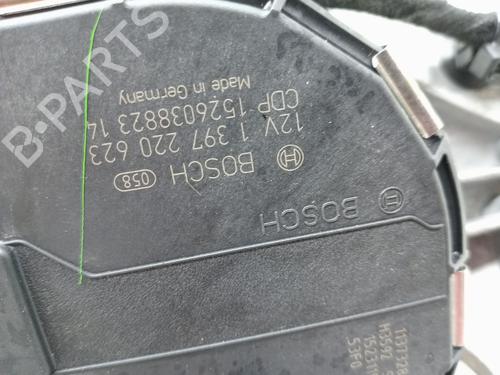 BOSCH
BOSCH 058
12V 1 397 220 623
CDP 1526038823 14
Made in Germany
B-PARTS